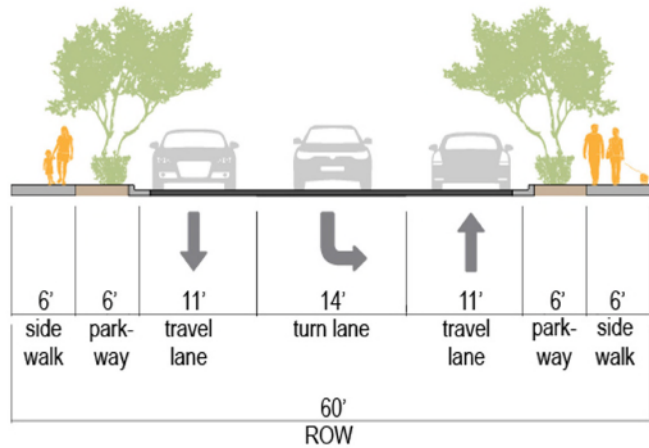 6' 6' 11' 14' 11' 6' 6'
side park- travel turn lane travel park- side
walk way lane lane way walk
60'
ROW